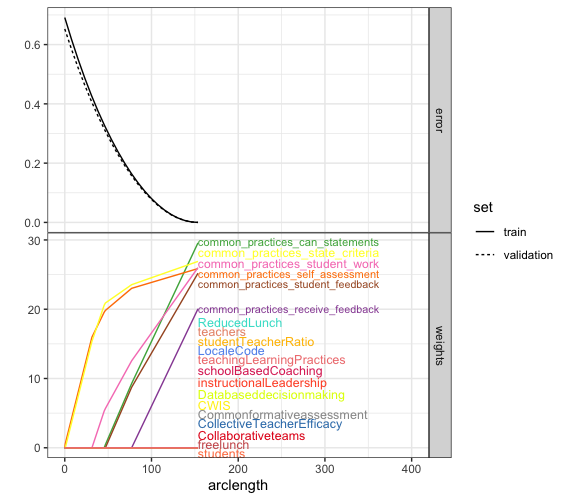 0.6
0.4
0.2
0.0
error
30
20
10
0
weights
common_practices_can_statements
common_practices_state_criteria
common_practices_student_work
common_practices_self_assessment
common_practices_student_feedback
common_practices_receive_feedback
ReducedLunch
teachers
studentTeacherRatio
LocaleCode
teachingLearningPractices
schoolBasedCoaching
instructionalLeadership
Databaseddecisionmaking
CWIS
Commonformativeassessment
CollectiveTeacherEfficacy
Collaborativeteams
freelunch
students
0 100 200 300 400
arclength
set
train
validation